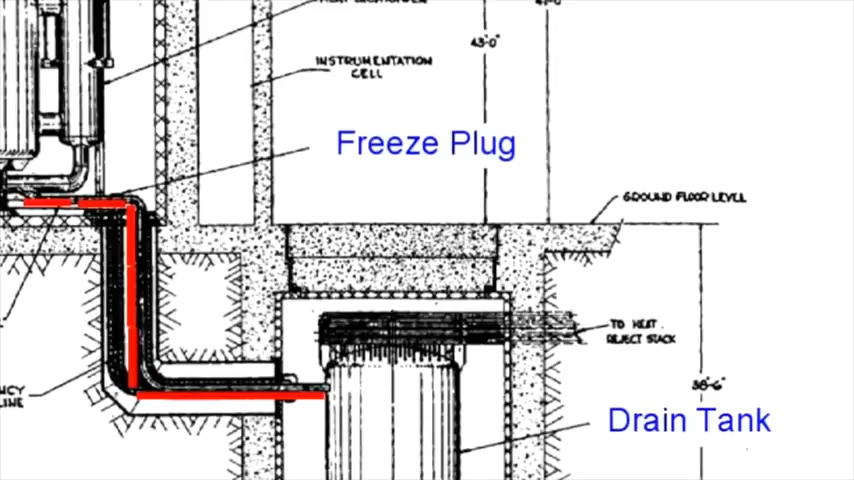 43'-0"
INSTRUMENTATION
CELL
Freeze Plug
GROUND FLOOR LEVEL
TO HEAT
REJECT STACK
38'-6"
LINE
Drain Tank